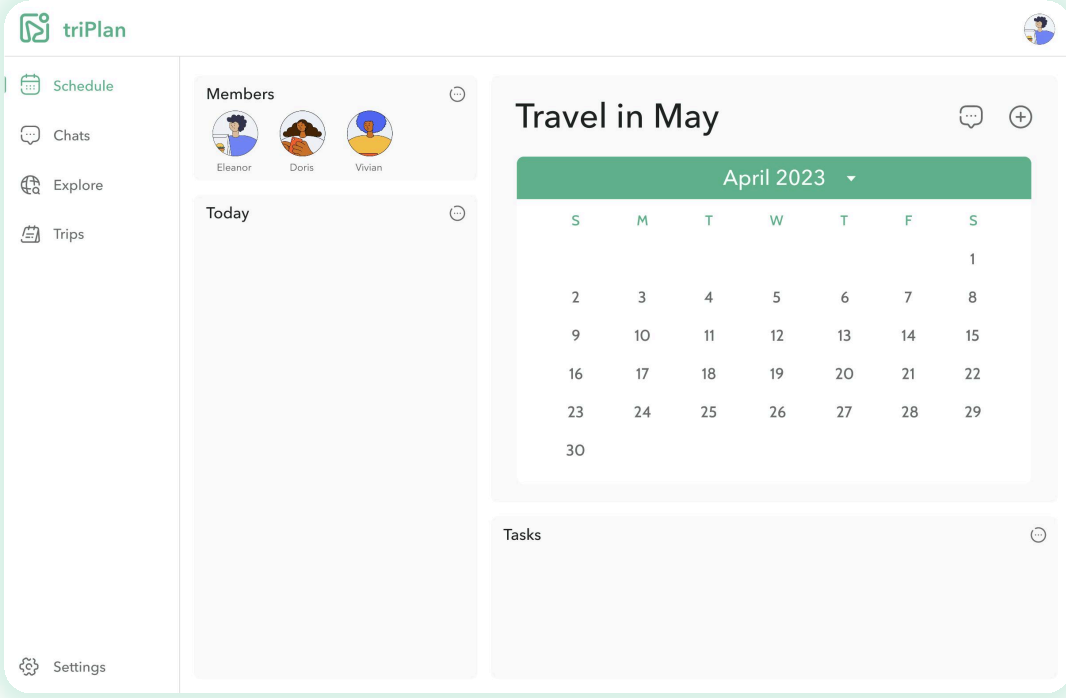 triPlan
Schedule
Chats
Explore
Trips
Settings
Members
Eleanor Doris Vivian
Today
Travel in May
April 2023
S M T W T F S
1
2 3 4 5 6 7 8
9 10 11 12 13 14 15
16 17 18 19 20 21 22
23 24 25 26 27 28 29
30
Tasks